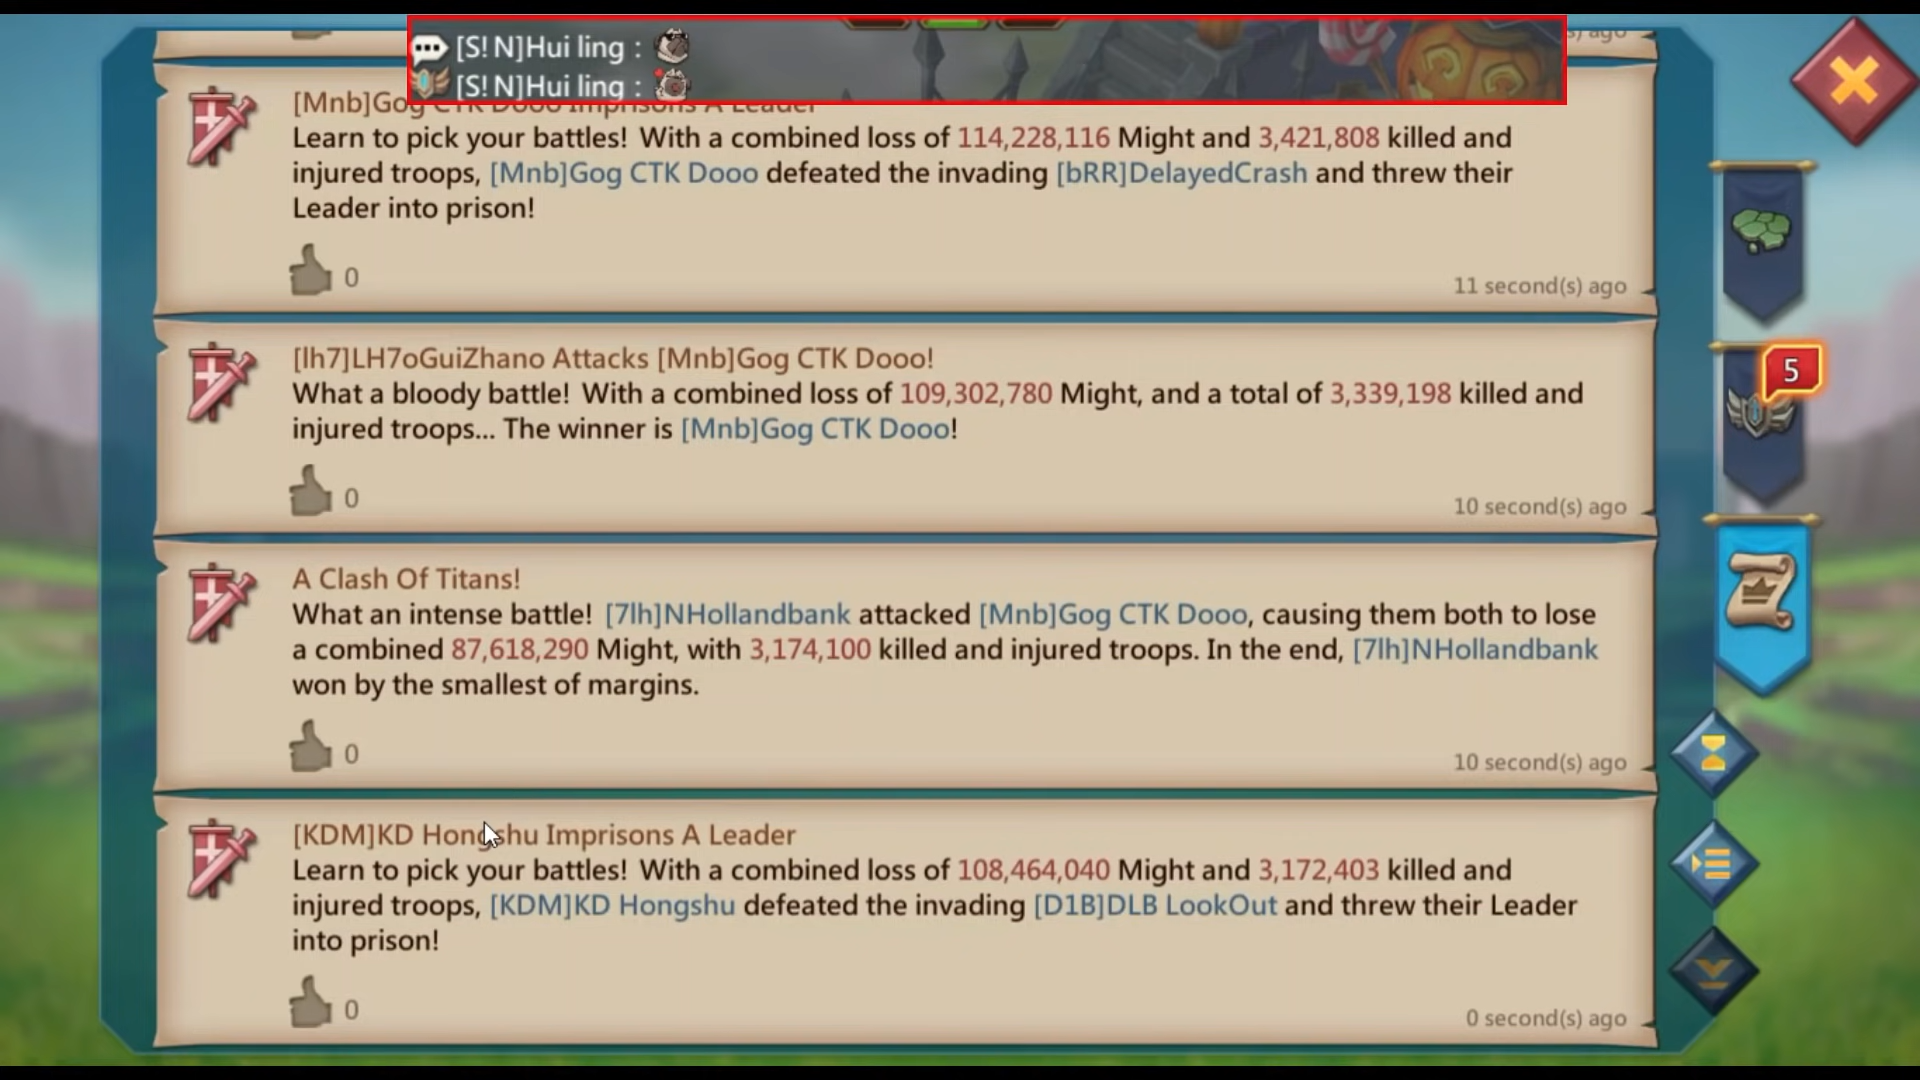 [S! N]Hui ling :
[S! N]Hui ling :
s) ago
[Mnb]Gog CTK Dooo Imprisons A Leader
Learn to pick your battles! With a combined loss of 114,228,116 Might and 3,421,808 killed and
injured troops, [Mnb]Gog CTK Dooo defeated the invading [bRR]DelayedCrash and threw their
Leader into prison!
0
11 second(s) ago
[lh7]LH7oGuiZhano Attacks [Mnb]Gog CTK Dooo!
What a bloody battle! With a combined loss of 109,302,780 Might, and a total of 3,339,198 killed and
injured troops... The winner is [Mnb]Gog CTK Dooo!
0
10 second(s) ago
5
A Clash Of Titans!
What an intense battle! [7lh]NHollandbank attacked [Mnb]Gog CTK Dooo, causing them both to lose
a combined 87,618,290 Might, with 3,174,100 killed and injured troops. In the end, [7lh]NHollandbank
won by the smallest of margins.
0
10 second(s) ago
[KDM]KD Hongshu Imprisons A Leader
Learn to pick your battles! With a combined loss of 108,464,040 Might and 3,172,403 killed and
injured troops, [KDM]KD Hongshu defeated the invading [D1B]DLB LookOut and threw their Leader
into prison!
0
0 second(s) ago